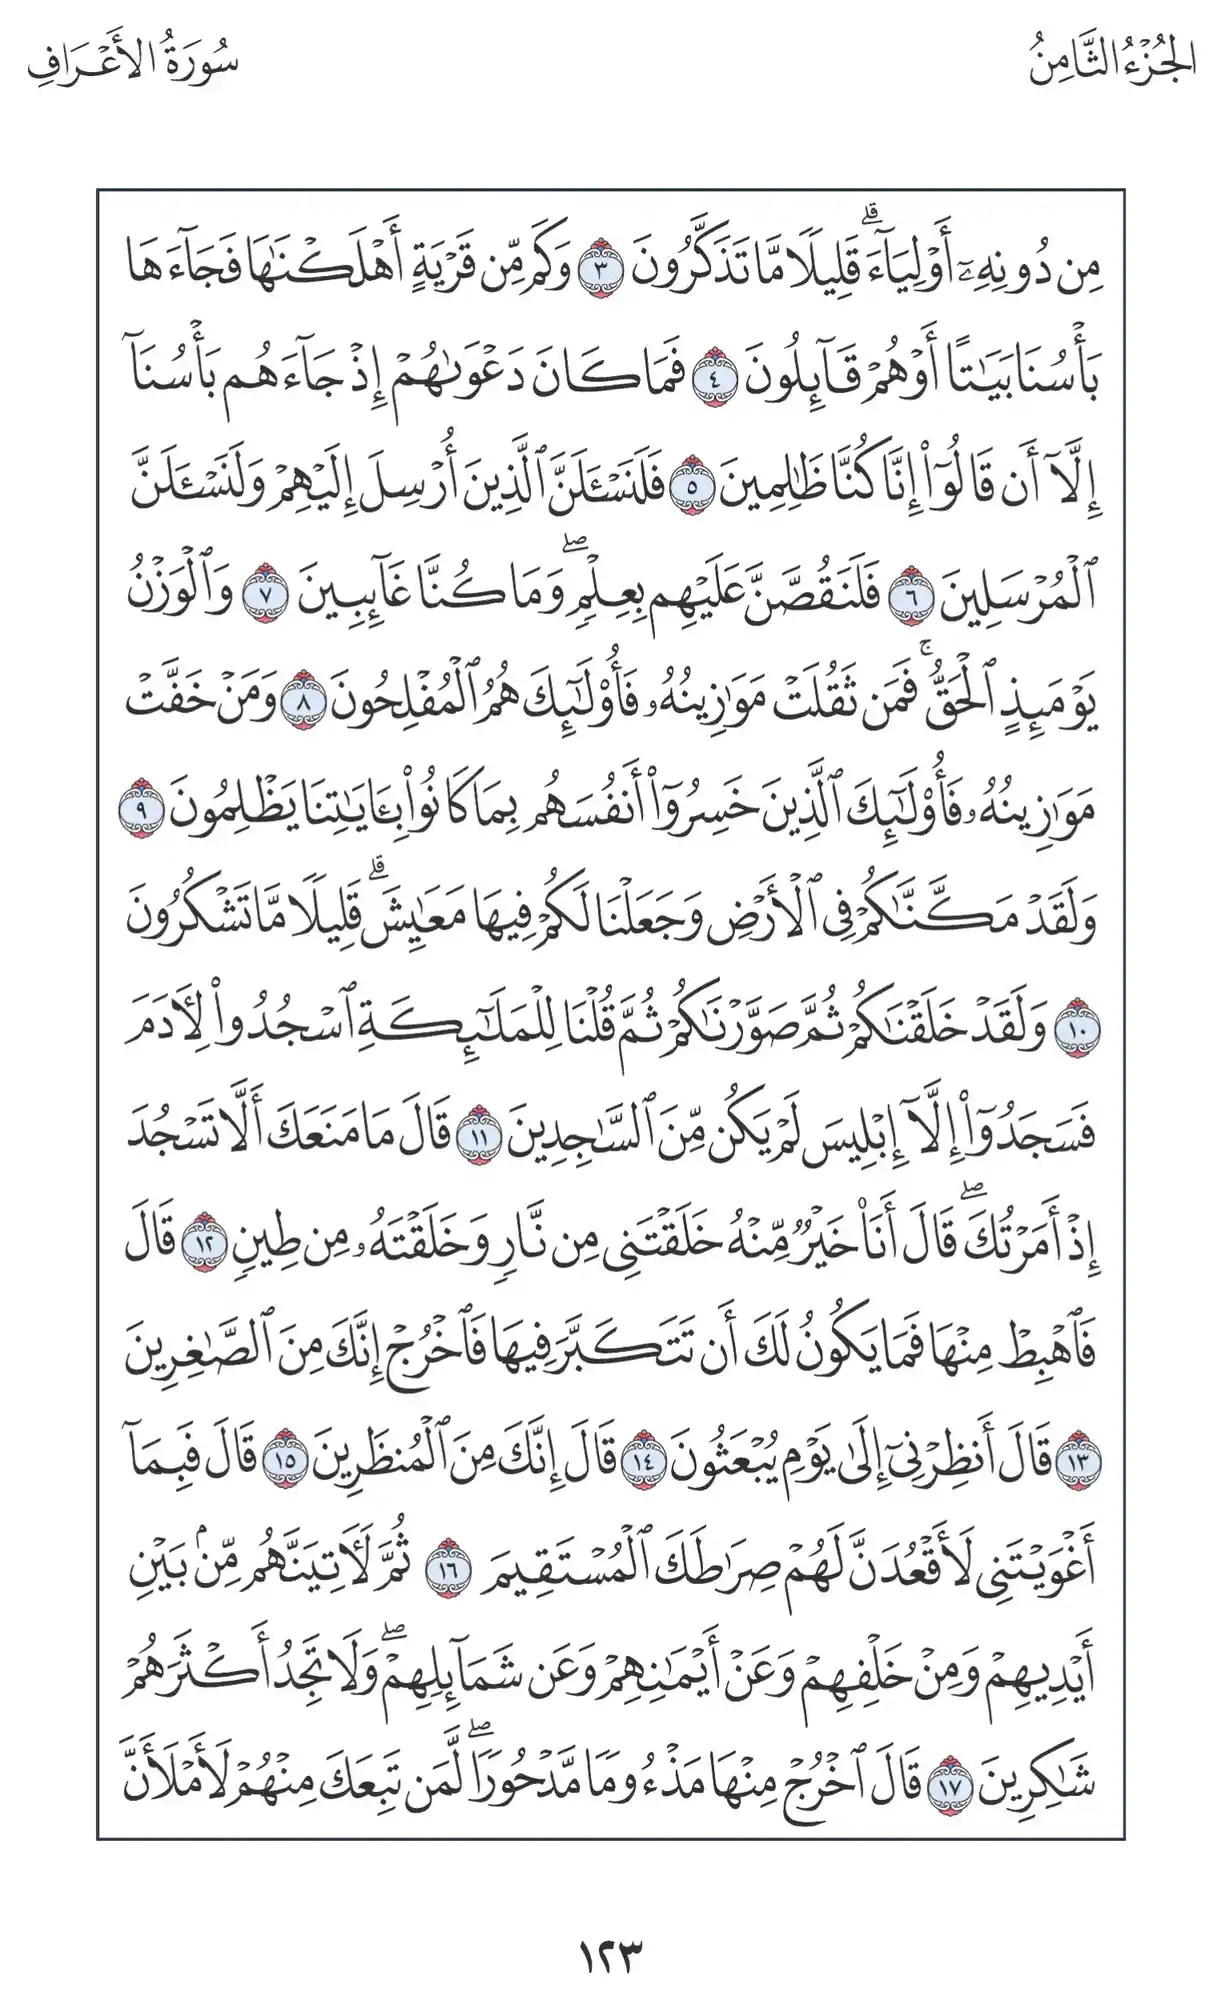 الجُزْءُ الثَّامِنُ
سُورَةُ الأَعْرَافِ
مِن دُونِهِۦٓ أَوْلِيَآءَۗ قَلِيلًا مَّا تَذَكَّرُونَ ٣ وَكَم مِّن قَرْيَةٍ أَهْلَكْنَٰهَا فَجَآءَهَا
بَأْسُنَا بَيَٰتًا أَوْ هُمْ قَآئِلُونَ ٤ فَمَا كَانَ دَعْوَىٰهُمْ إِذْ جَآءَهُم بَأْسُنَآ
إِلَّآ أَن قَالُوٓا۟ إِنَّا كُنَّا ظَٰلِمِينَ ٥ فَلَنَسْـَٔلَنَّ ٱلَّذِينَ أُرْسِلَ إِلَيْهِمْ وَلَنَسْـَٔلَنَّ
ٱلْمُرْسَلِينَ ٦ فَلَنَقُصَّنَّ عَلَيْهِم بِعِلْمٍۖ وَمَا كُنَّا غَآئِبِينَ ٧ وَٱلْوَزْنُ
يَوْمَئِذٍ ٱلْحَقُّۚ فَمَن ثَقُلَتْ مَوَٰزِينُهُۥ فَأُو۟لَٰٓئِكَ هُمُ ٱلْمُفْلِحُونَ ٨ وَمَنْ خَفَّتْ
مَوَٰزِينُهُۥ فَأُو۟لَٰٓئِكَ ٱلَّذِينَ خَسِرُوٓا۟ أَنفُسَهُم بِمَا كَانُوا۟ بِـَٔايَٰتِنَا يَظْلِمُونَ ٩
وَلَقَدْ مَكَّنَّٰكُمْ فِى ٱلْأَرْضِ وَجَعَلْنَا لَكُمْ فِيهَا مَعَٰيِشَۗ قَلِيلًا مَّا تَشْكُرُونَ
١٠ وَلَقَدْ خَلَقْنَٰكُمْ ثُمَّ صَوَّرْنَٰكُمْ ثُمَّ قُلْنَا لِلْمَلَٰٓئِكَةِ ٱسْجُدُوا۟ لِـَٔادَمَ
فَسَجَدُوٓا۟ إِلَّآ إِبْلِيسَ لَمْ يَكُن مِّنَ ٱلسَّٰجِدِينَ ١١ قَالَ مَا مَنَعَكَ أَلَّا تَسْجُدَ
إِذْ أَمَرْتُكَۖ قَالَ أَنَا۠ خَيْرٌ مِّنْهُ خَلَقْتَنِى مِن نَّارٍ وَخَلَقْتَهُۥ مِن طِينٍ ١٢ قَالَ
فَٱهْبِطْ مِنْهَا فَمَا يَكُونُ لَكَ أَن تَتَكَبَّرَ فِيهَا فَٱخْرُجْ إِنَّكَ مِنَ ٱلصَّٰغِرِينَ
١٣ قَالَ أَنظِرْنِىٓ إِلَىٰ يَوْمِ يُبْعَثُونَ ١٤ قَالَ إِنَّكَ مِنَ ٱلْمُنظَرِينَ ١٥ قَالَ فَبِمَآ
أَغْوَيْتَنِى لَأَقْعُدَنَّ لَهُمْ صِرَٰطَكَ ٱلْمُسْتَقِيمَ ١٦ ثُمَّ لَـَٔاتِيَنَّهُم مِّنۢ بَيْنِ
أَيْدِيهِمْ وَمِنْ خَلْفِهِمْ وَعَنْ أَيْمَٰنِهِمْ وَعَن شَمَآئِلِهِمْۖ وَلَا تَجِدُ أَكْثَرَهُمْ
شَٰكِرِينَ ١٧ قَالَ ٱخْرُجْ مِنْهَا مَذْءُومًا مَّدْحُورًاۖ لَّمَن تَبِعَكَ مِنْهُمْ لَأَمْلَأَنَّ
١٢٣